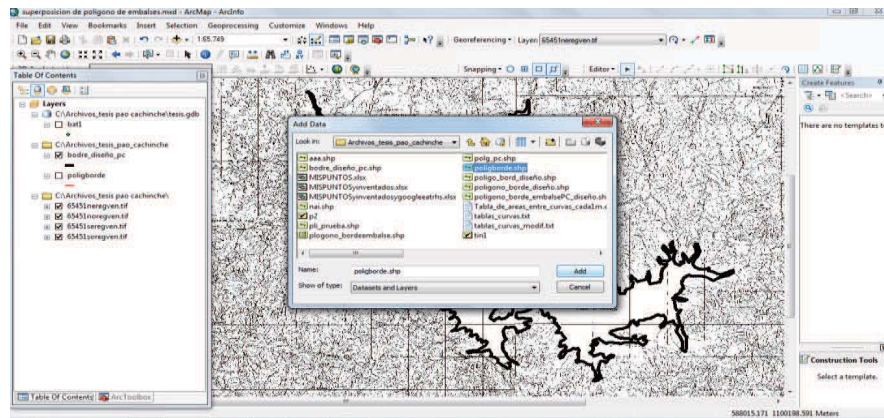 superposicion de poligono de embalses.mxd - ArcMap - ArcInfo
File Edit View Bookmarks Insert Selection Geoprocessing Customize Windows Help
1:65.749
Georeferencing
Layer: 65451neregven.tif
Snapping
Editor
Table Of Contents
Layers
C:\Archivos_tesis pao cachinche\tesis.gdb
bat1
C:\Archivos_tesis_pao_cachinche
bodre_diseño_pc
poligborde
C:\Archivos_tesis pao cachinche\
65451neregven.tif
65451noregven.tif
65451seregven.tif
65451soregven.tif
Table Of Contents
ArcToolbox
Add Data
Look in: Archivos_tesis_pao_cachinche
aaa.shp
bodre_diseño_pc.shp
MISPUNTOS.xlsx
MISPUNTOSyinventados.xlsx
MISPUNTOSyinventadosygoogleeatrhs.xlsx
nai.shp
p2
pli_prueba.shp
plogono_bordeembalse.shp
polig_pc.shp
poligborde.shp
poligo_bord_diseño.shp
poligono_borde_diseño.shp
poligono_borde_embalsePC_diseño.sh
Tabla_de_areas_entre_curvas_cada1m.
tablas_curvas.txt
tablas_curvas_modif.txt
tin1
Name: poligborde.shp
Add
Show of type: Datasets and Layers
Cancel
Create Features
<Search>
There are no templates t
Construction Tools
Select a template.
588015.171 1100198.591 Meters